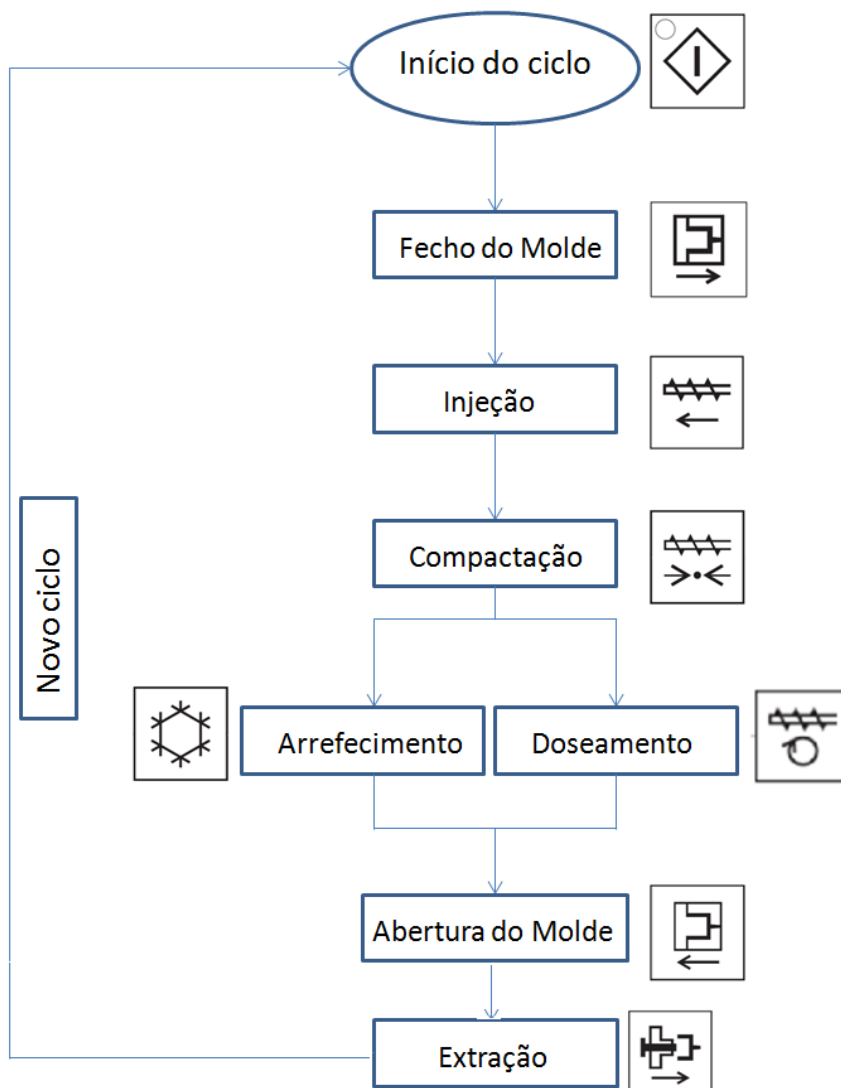 Início do ciclo
Fecho do Molde
Injeção
Compactação
Novo ciclo
Arrefecimento
Doseamento
Abertura do Molde
Extração